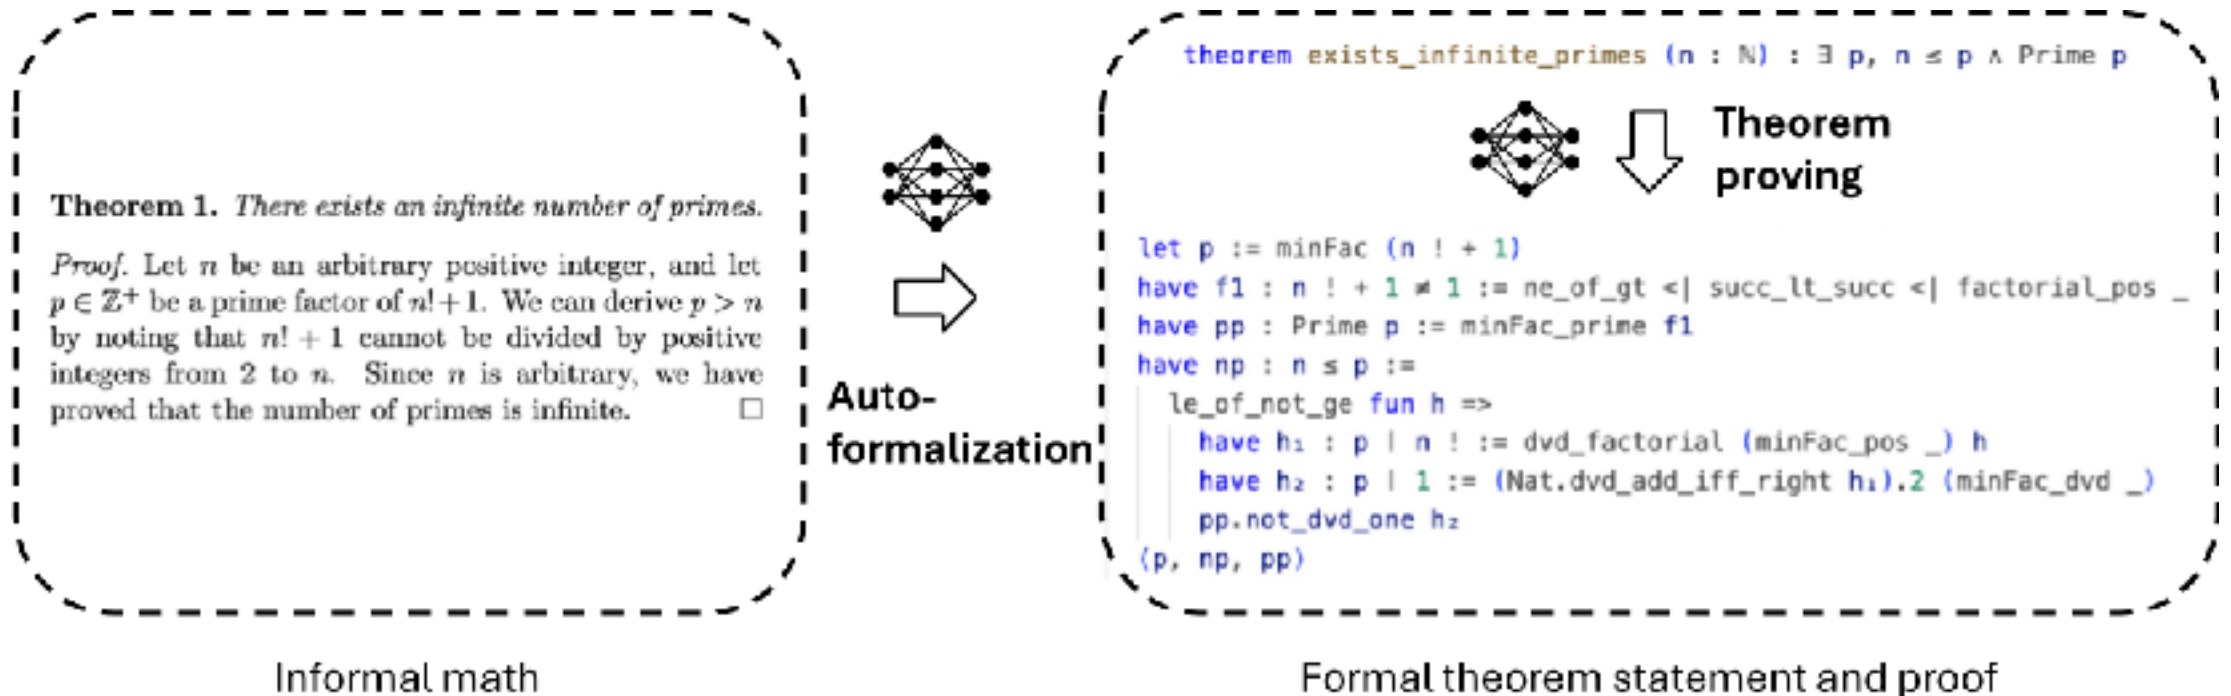 Theorem 1. There exists an infinite number of primes.
Proof. Let n be an arbitrary positive integer, and let
p ∈ ℤ⁺ be a prime factor of n! + 1. We can derive p > n
by noting that n! + 1 cannot be divided by positive
integers from 2 to n. Since n is arbitrary, we have
proved that the number of primes is infinite. □
Informal math
Auto-
formalization
theorem exists_infinite_primes (n : ℕ) : ∃ p, n ≤ p ∧ Prime p
Theorem
proving
let p := minFac (n ! + 1)
have f1 : n ! + 1 ≠ 1 := ne_of_gt <| succ_lt_succ <| factorial_pos _
have pp : Prime p := minFac_prime f1
have np : n ≤ p :=
le_of_not_ge fun h =>
have h₁ : p ∣ n ! := dvd_factorial (minFac_pos _) h
have h₂ : p ∣ 1 := (Nat.dvd_add_iff_right h₁).2 (minFac_dvd _)
pp.not_dvd_one h₂
⟨p, np, pp⟩
Formal theorem statement and proof